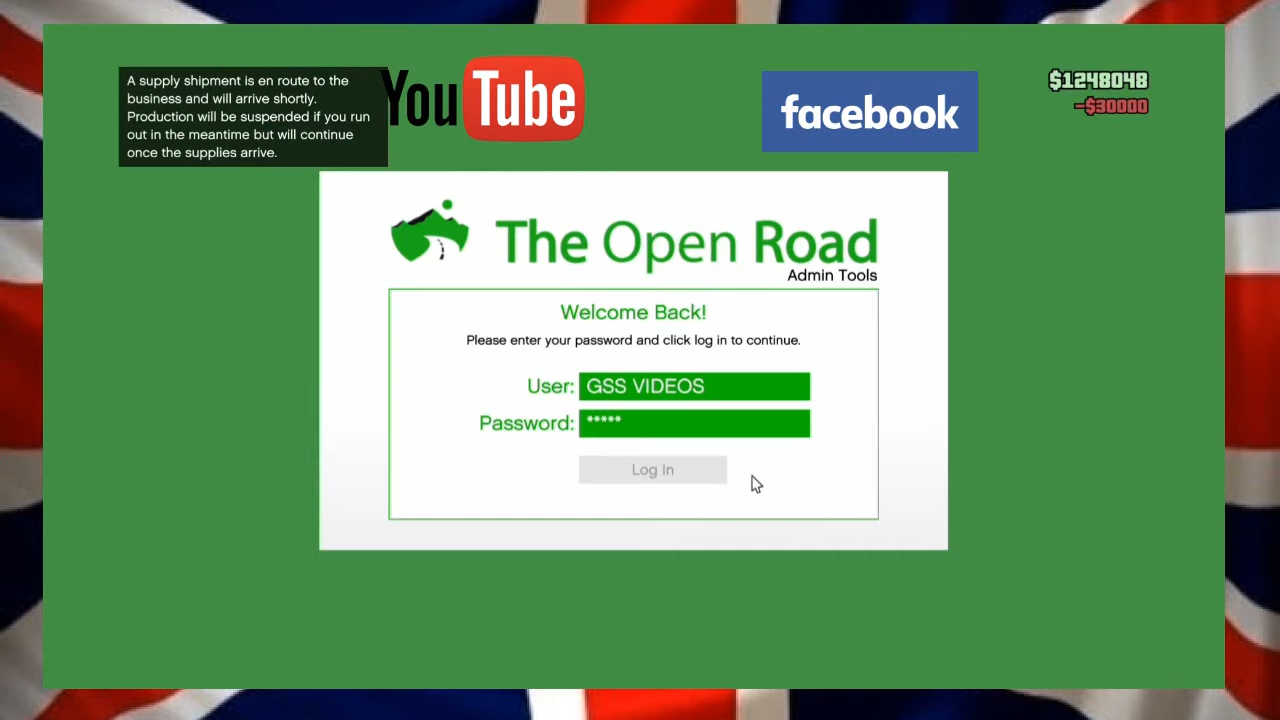 A supply shipment is en route to the
business and will arrive shortly.
Production will be suspended if you run
out in the meantime but will continue
once the supplies arrive.
YouTube
facebook
$1248048
-$30000
The Open Road
Admin Tools
Welcome Back!
Please enter your password and click log in to continue.
User: GSS VIDEOS
Password: *****
Log In